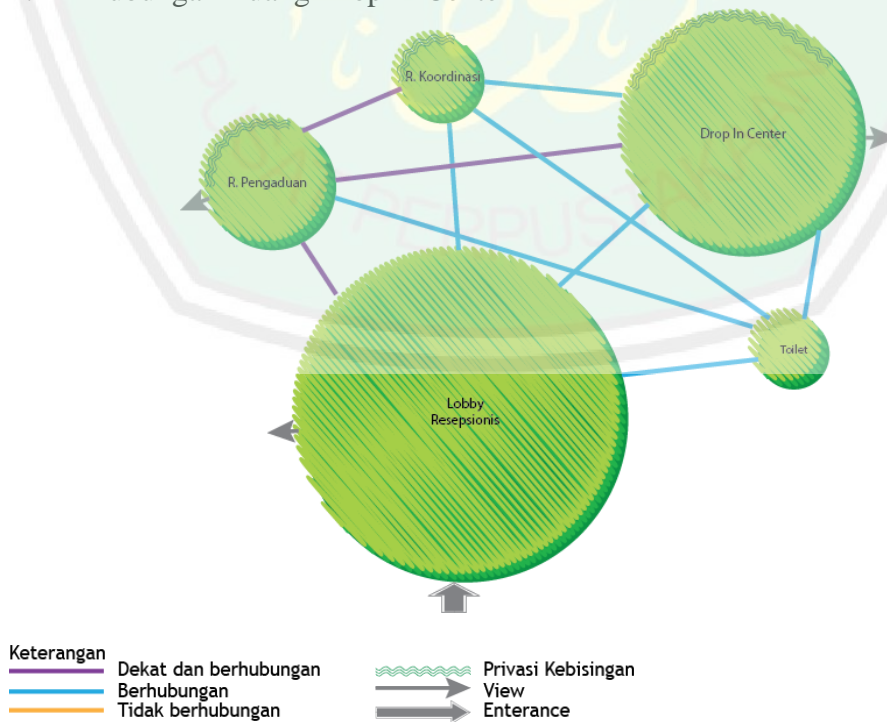 R. Koordinasi
Drop In Center
R. Pengaduan
Toilet
Lobby
Resepsionis
Keterangan
Dekat dan berhubungan
Berhubungan
Tidak berhubungan
Privasi Kebisingan
View
Enterance